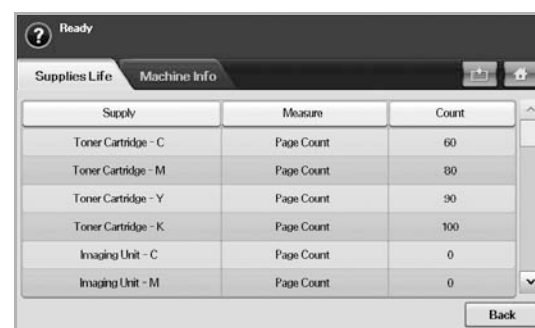 Ready
Supplies Life Machine Info
Supply Measure Count
Toner Cartridge - C Page Count 60
Toner Cartridge - M Page Count 80
Toner Cartridge - Y Page Count 90
Toner Cartridge - K Page Count 100
Imaging Unit - C Page Count 0
Imaging Unit - M Page Count 0
Back